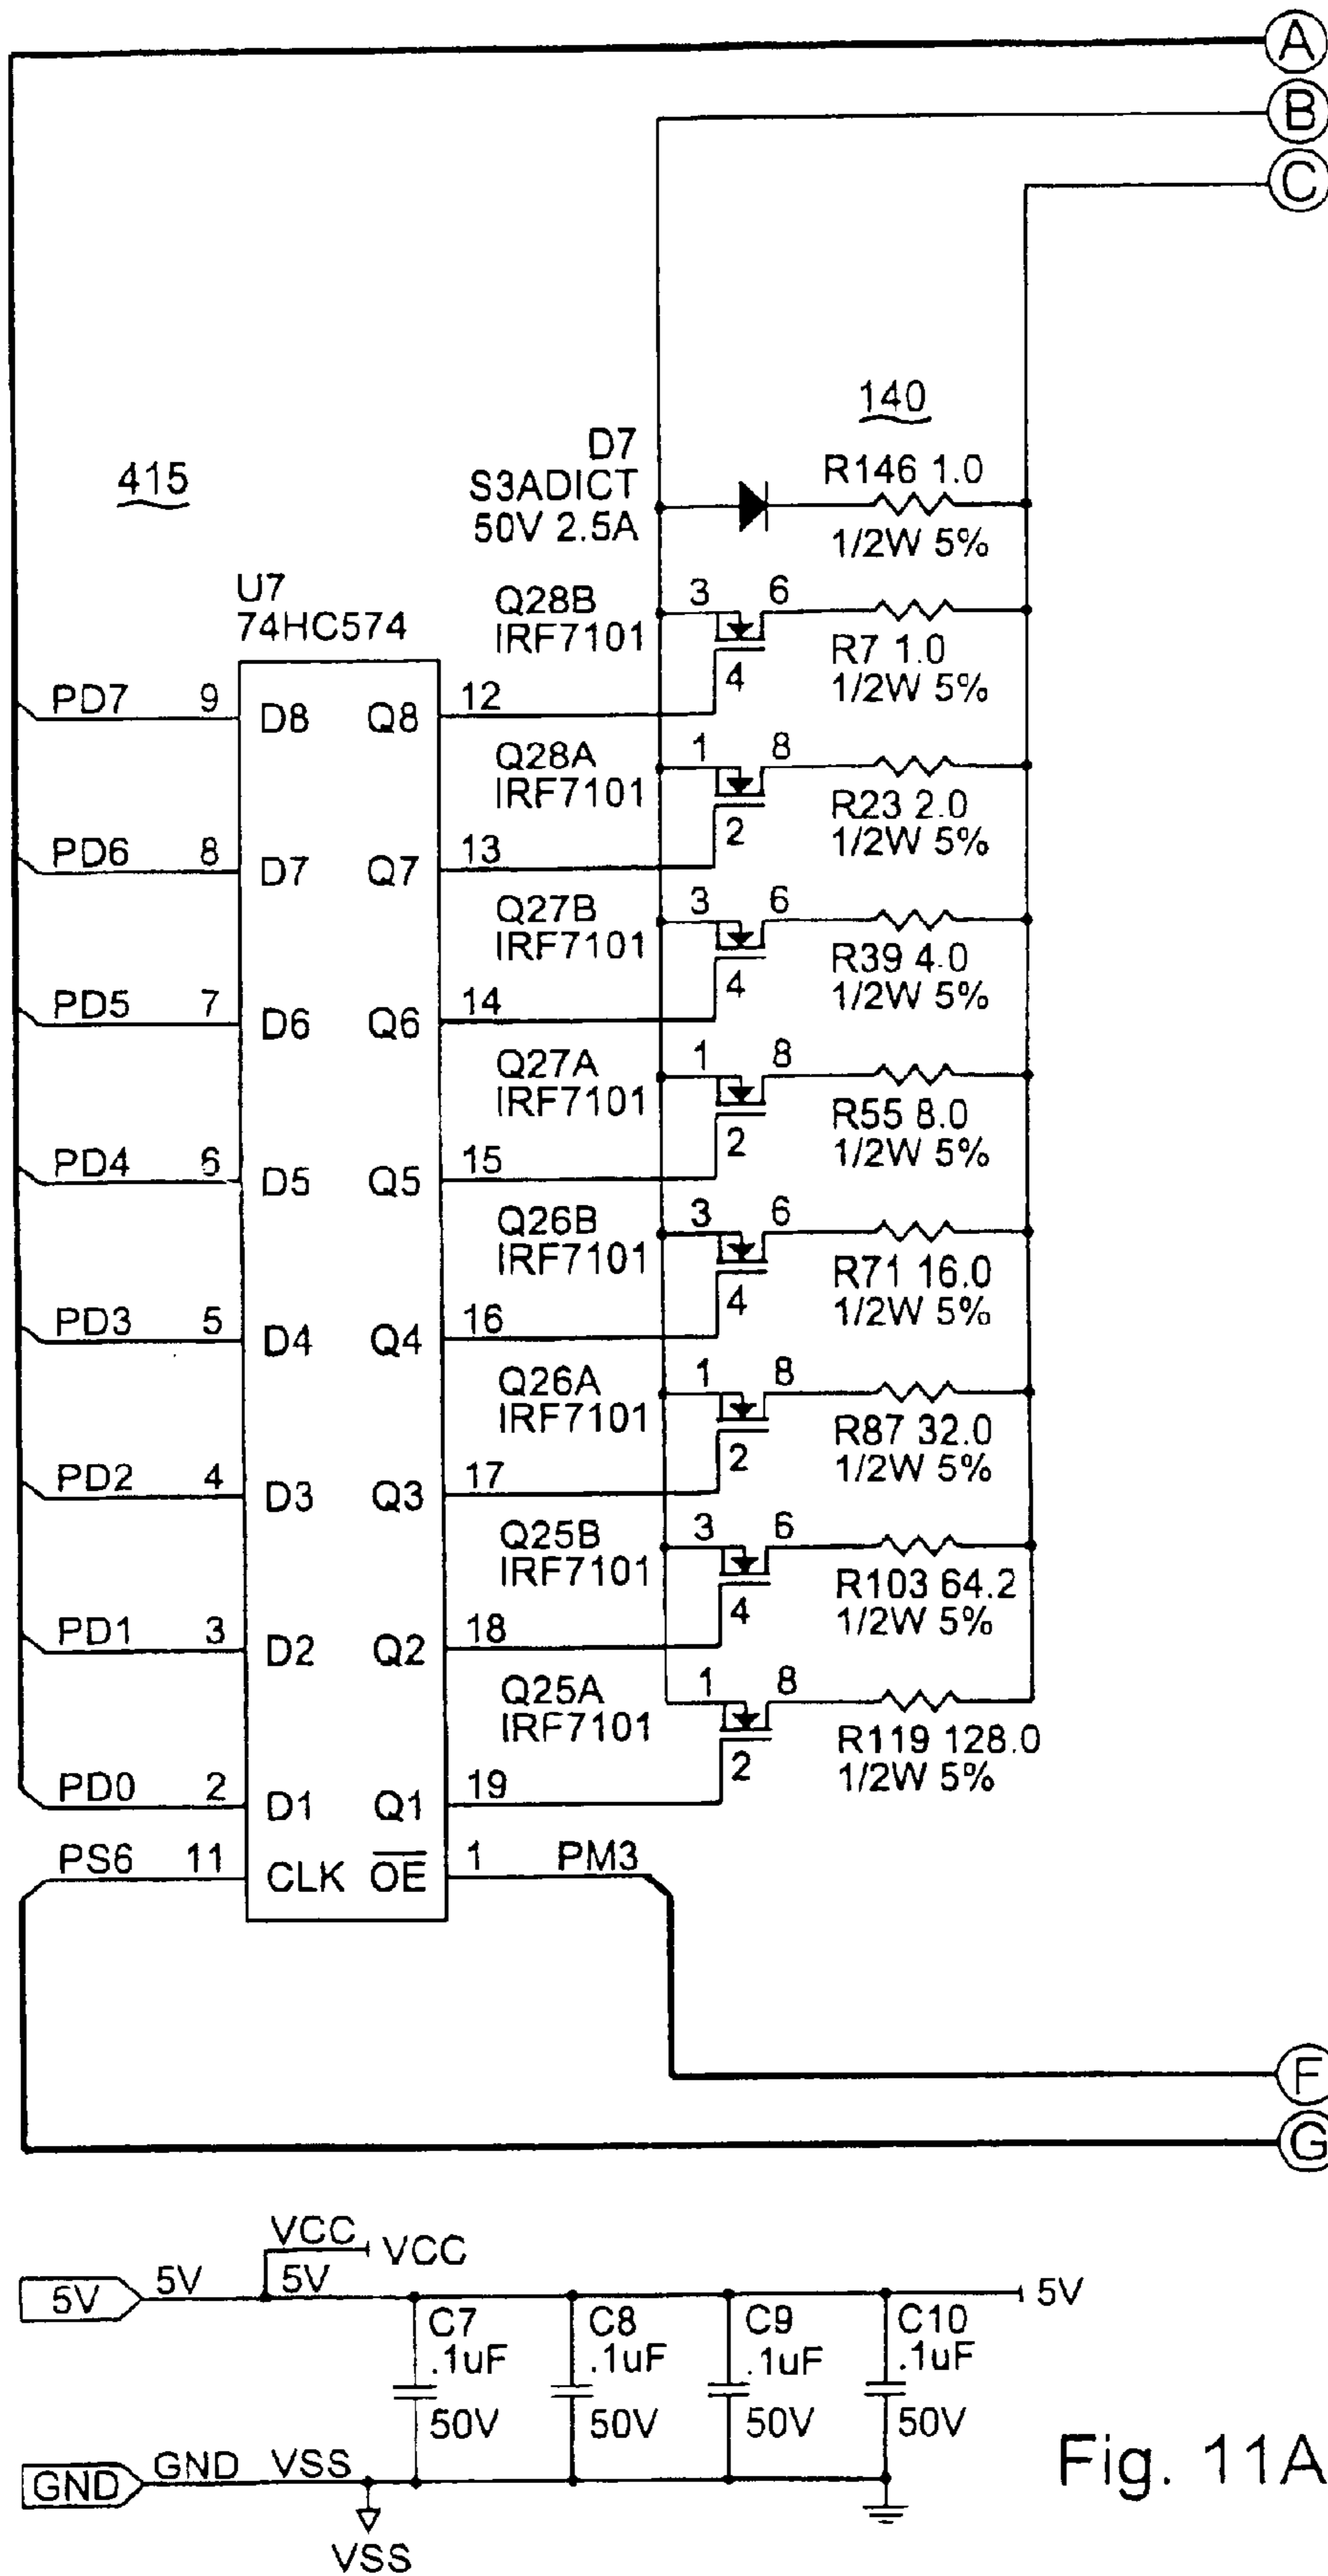 A
B
C
140
415
D7
S3ADICT
50V 2.5A
R146 1.0
1/2W 5%
U7
74HC574
Q28B
IRF7101
3
6
4
R7 1.0
1/2W 5%
PD7
9
D8
Q8
12
Q28A
IRF7101
1
8
2
R23 2.0
1/2W 5%
PD6
8
D7
Q7
13
Q27B
IRF7101
3
6
4
R39 4.0
1/2W 5%
PD5
7
D6
Q6
14
Q27A
IRF7101
1
8
2
R55 8.0
1/2W 5%
PD4
6
D5
Q5
15
Q26B
IRF7101
3
6
4
R71 16.0
1/2W 5%
PD3
5
D4
Q4
16
Q26A
IRF7101
1
8
2
R87 32.0
1/2W 5%
PD2
4
D3
Q3
17
Q25B
IRF7101
3
6
4
R103 64.2
1/2W 5%
PD1
3
D2
Q2
18
Q25A
IRF7101
1
8
2
R119 128.0
1/2W 5%
PD0
2
D1
Q1
19
PS6
11
CLK
OE
1
PM3
F
G
VCC
VCC
5V
5V
5V
5V
C7
.1uF
50V
C8
.1uF
50V
C9
.1uF
50V
C10
.1uF
50V
GND
GND
VSS
VSS
Fig. 11A